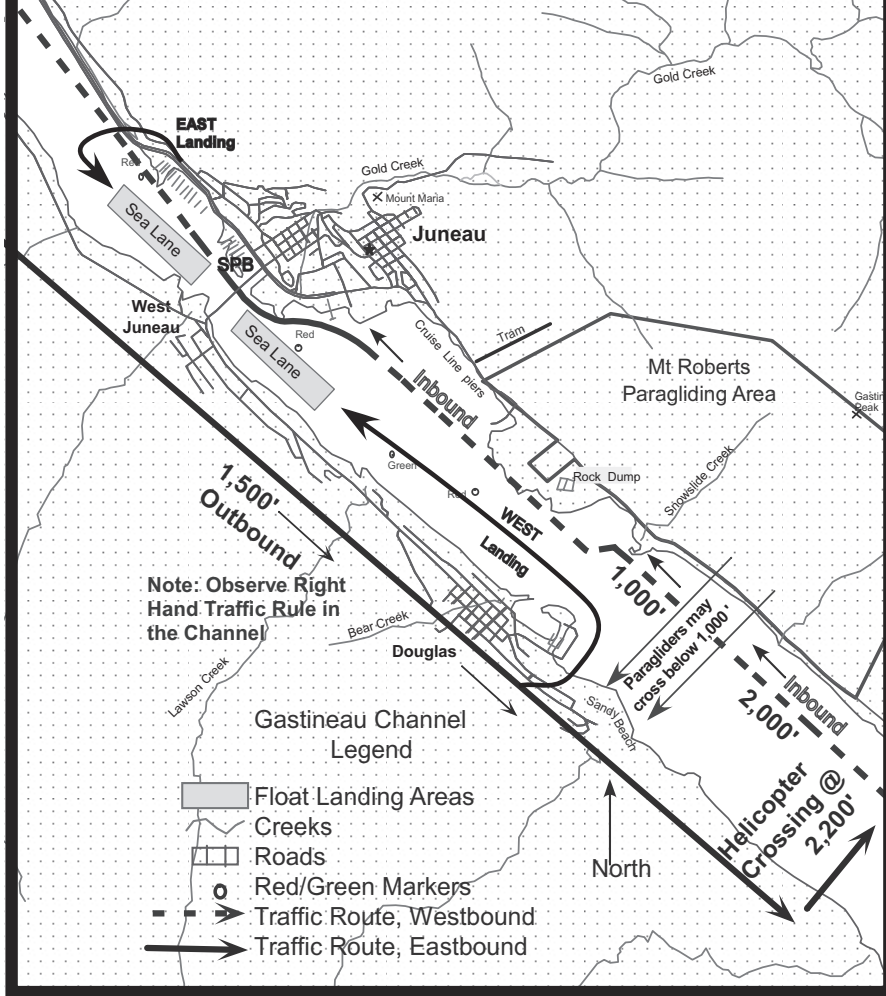 Gold Creek
EAST
Landing
Red
Gold Creek
Mount Maria
Juneau
Sea Lane
SPB
West
Juneau
Sea Lane
Red
Cruise Line piers
Tram
Inbound
Mt Roberts
Paragliding Area
Gastin
Peak
Green
Red
Rock Dump
Snowslide Creek
1,500'
Outbound
WEST
Landing
1,000'
Note: Observe Right
Hand Traffic Rule in
the Channel
Bear Creek
Douglas
Paragliders may
cross below 1,000'
Lawson Creek
Sandy Beach
Inbound
2,000'
Helicopter
Crossing @
2,200'
North
Gastineau Channel
Legend
Float Landing Areas
Creeks
Roads
Red/Green Markers
Traffic Route, Westbound
Traffic Route, Eastbound